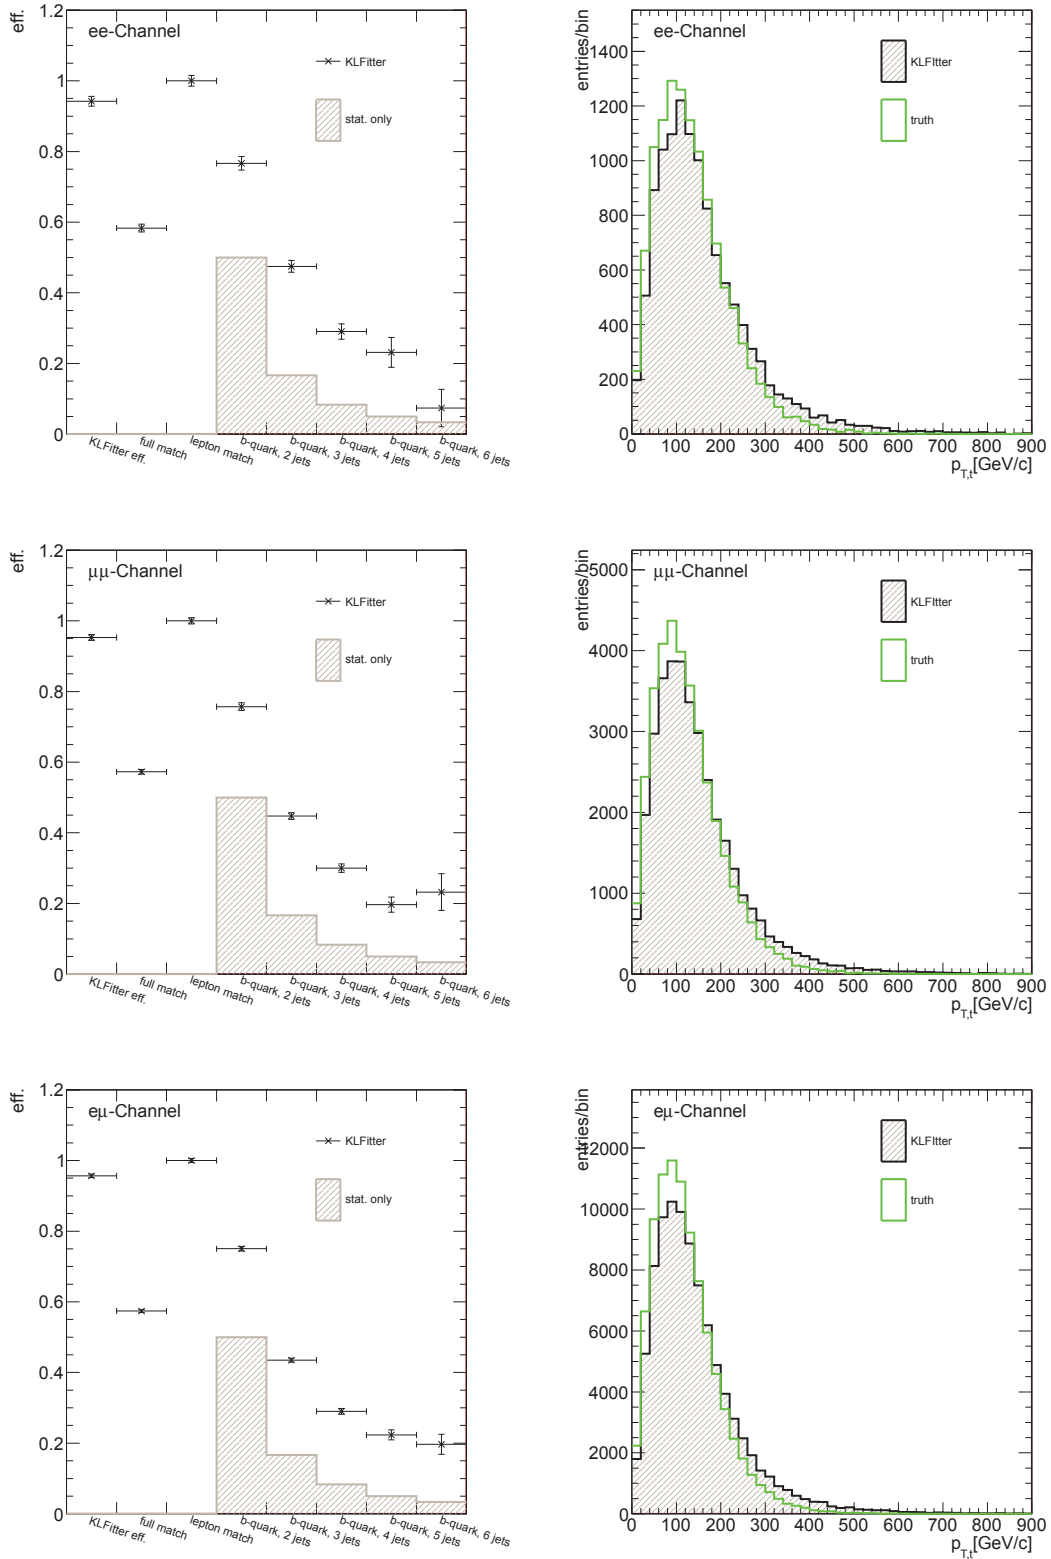 eff.
ee-Channel
KLFitter
stat. only
1.2
1
0.8
0.6
0.4
0.2
0
KLFitter eff.
full match
lepton match
b-quark, 2 jets
b-quark, 3 jets
b-quark, 4 jets
b-quark, 5 jets
b-quark, 6 jets
entries/bin
ee-Channel
KLFItter
truth
1400
1200
1000
800
600
400
200
0
0 100 200 300 400 500 600 700 800 900
p_T,t[GeV/c]
eff.
μμ-Channel
KLFitter
stat. only
1.2
1
0.8
0.6
0.4
0.2
0
KLFitter eff.
full match
lepton match
b-quark, 2 jets
b-quark, 3 jets
b-quark, 4 jets
b-quark, 5 jets
b-quark, 6 jets
entries/bin
μμ-Channel
KLFItter
truth
5000
4000
3000
2000
1000
0
0 100 200 300 400 500 600 700 800 900
p_T,t[GeV/c]
eff.
eμ-Channel
KLFitter
stat. only
1.2
1
0.8
0.6
0.4
0.2
0
KLFitter eff.
full match
lepton match
b-quark, 2 jets
b-quark, 3 jets
b-quark, 4 jets
b-quark, 5 jets
b-quark, 6 jets
entries/bin
eμ-Channel
KLFItter
truth
12000
10000
8000
6000
4000
2000
0
0 100 200 300 400 500 600 700 800 900
p_T,t[GeV/c]